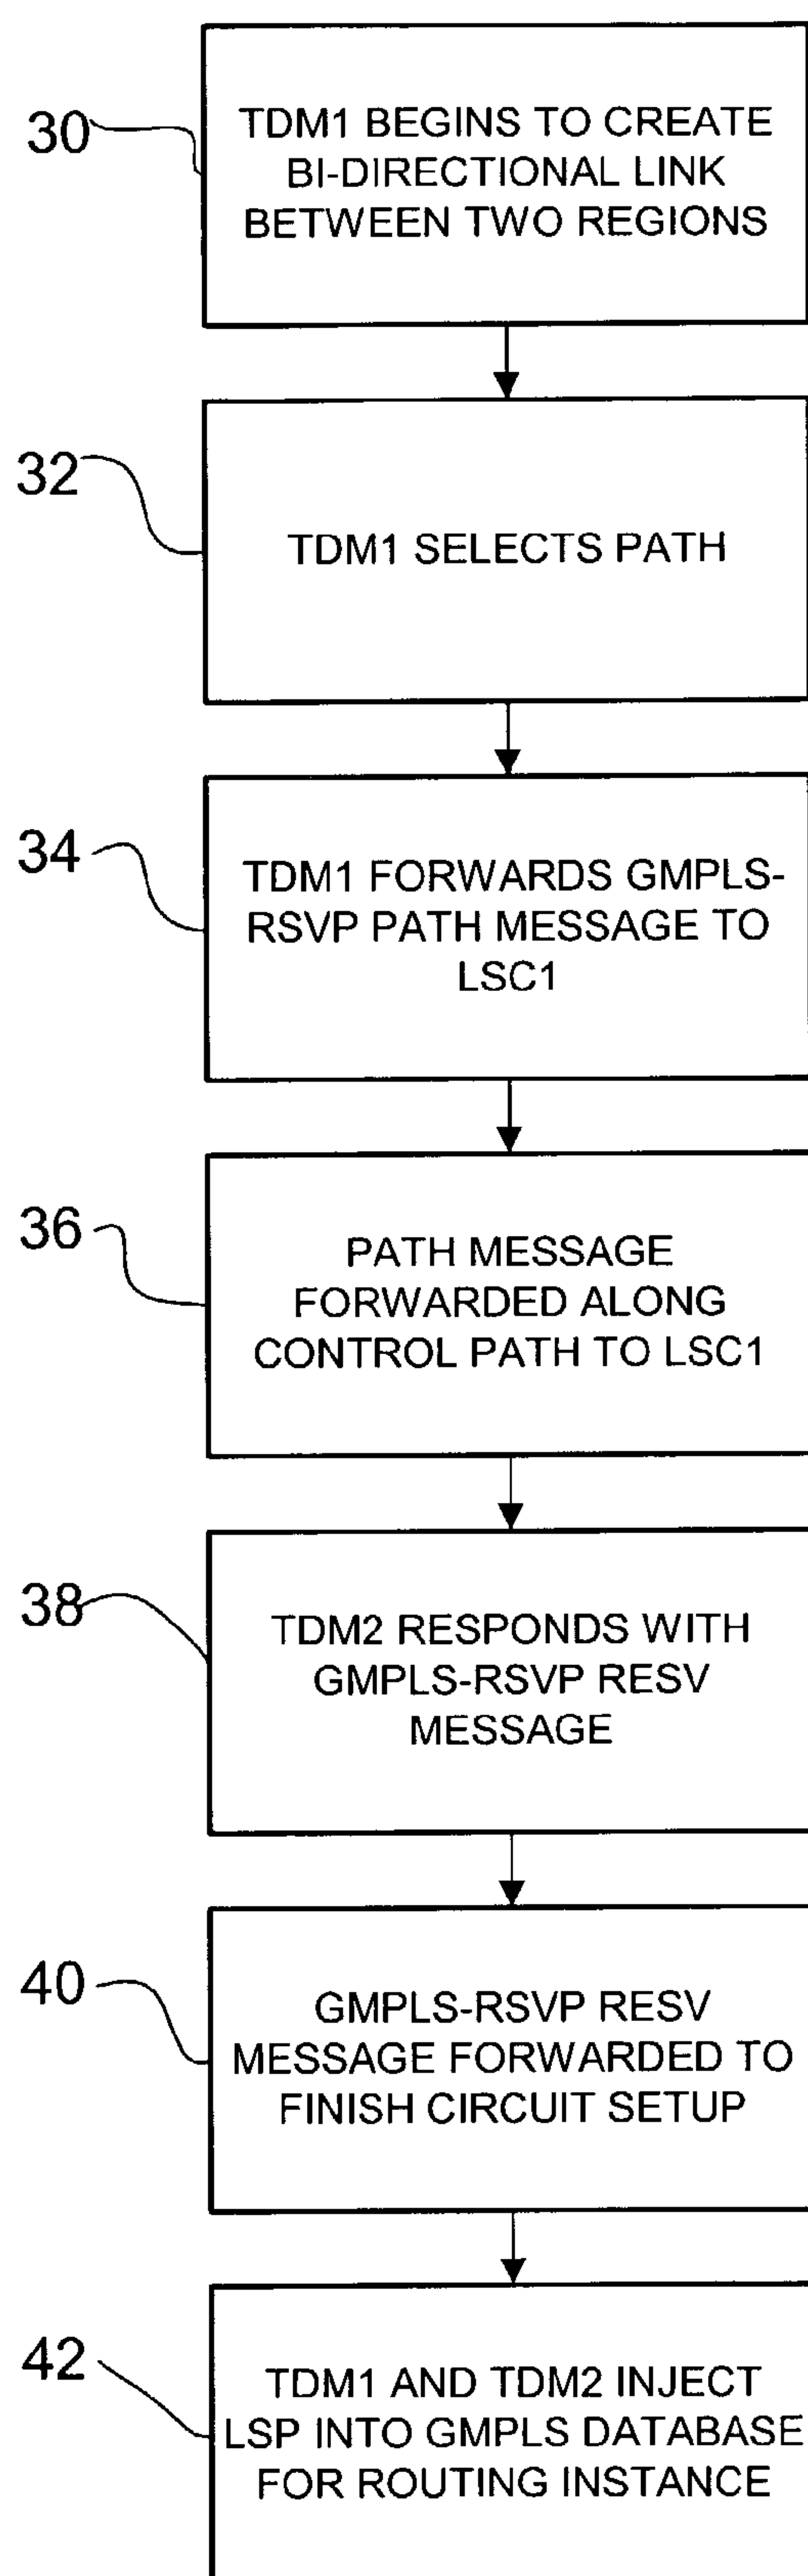 30
TDM1 BEGINS TO CREATE
BI-DIRECTIONAL LINK
BETWEEN TWO REGIONS
32
TDM1 SELECTS PATH
34
TDM1 FORWARDS GMPLS-
RSVP PATH MESSAGE TO
LSC1
36
PATH MESSAGE
FORWARDED ALONG
CONTROL PATH TO LSC1
38
TDM2 RESPONDS WITH
GMPLS-RSVP RESV
MESSAGE
40
GMPLS-RSVP RESV
MESSAGE FORWARDED TO
FINISH CIRCUIT SETUP
42
TDM1 AND TDM2 INJECT
LSP INTO GMPLS DATABASE
FOR ROUTING INSTANCE